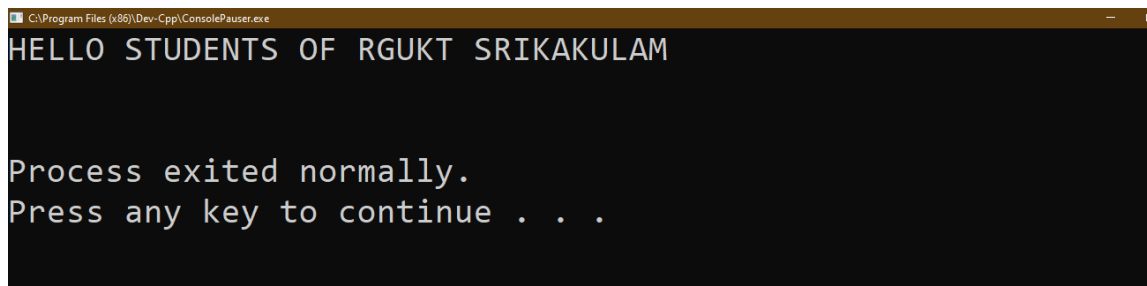 C:\Program Files (x86)\Dev-Cpp\ConsolePauser.exe
HELLO STUDENTS OF RGUKT SRIKAKULAM
Process exited normally.
Press any key to continue . . .